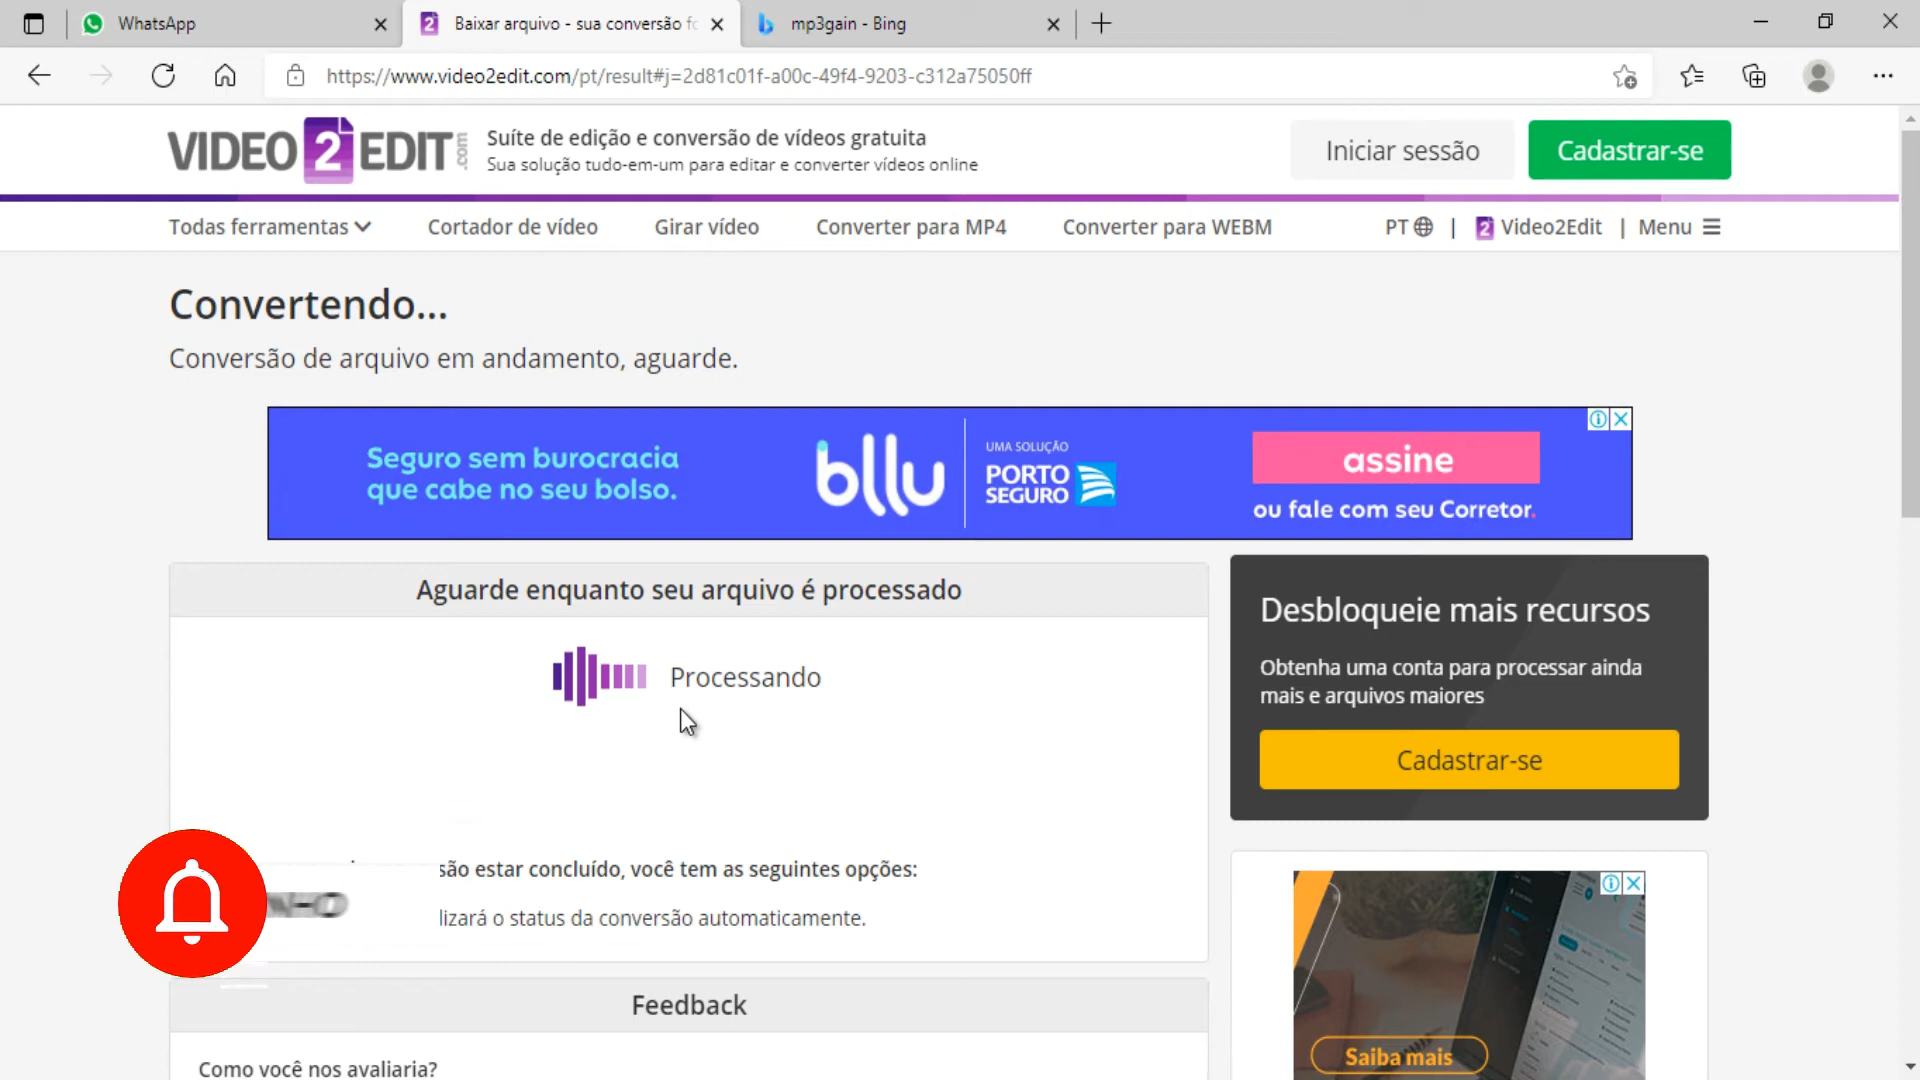 WhatsApp
Baixar arquivo - sua conversão fo
mp3gain - Bing
https://www.video2edit.com/pt/result#j=2d81c01f-a00c-49f4-9203-c312a75050ff
VIDEO 2 EDIT .com
Suíte de edição e conversão de vídeos gratuita
Sua solução tudo-em-um para editar e converter vídeos online
Iniciar sessão
Cadastrar-se
Todas ferramentas
Cortador de vídeo
Girar vídeo
Converter para MP4
Converter para WEBM
PT | Video2Edit | Menu
Convertendo...
Conversão de arquivo em andamento, aguarde.
Seguro sem burocracia
que cabe no seu bolso.
bllu
UMA SOLUÇÃO
PORTO
SEGURO
assine
ou fale com seu Corretor.
Aguarde enquanto seu arquivo é processado
Processando
são estar concluído, você tem as seguintes opções:
lizará o status da conversão automaticamente.
Desbloqueie mais recursos
Obtenha uma conta para processar ainda
mais e arquivos maiores
Cadastrar-se
Saiba mais
Feedback
Como você nos avaliaria?